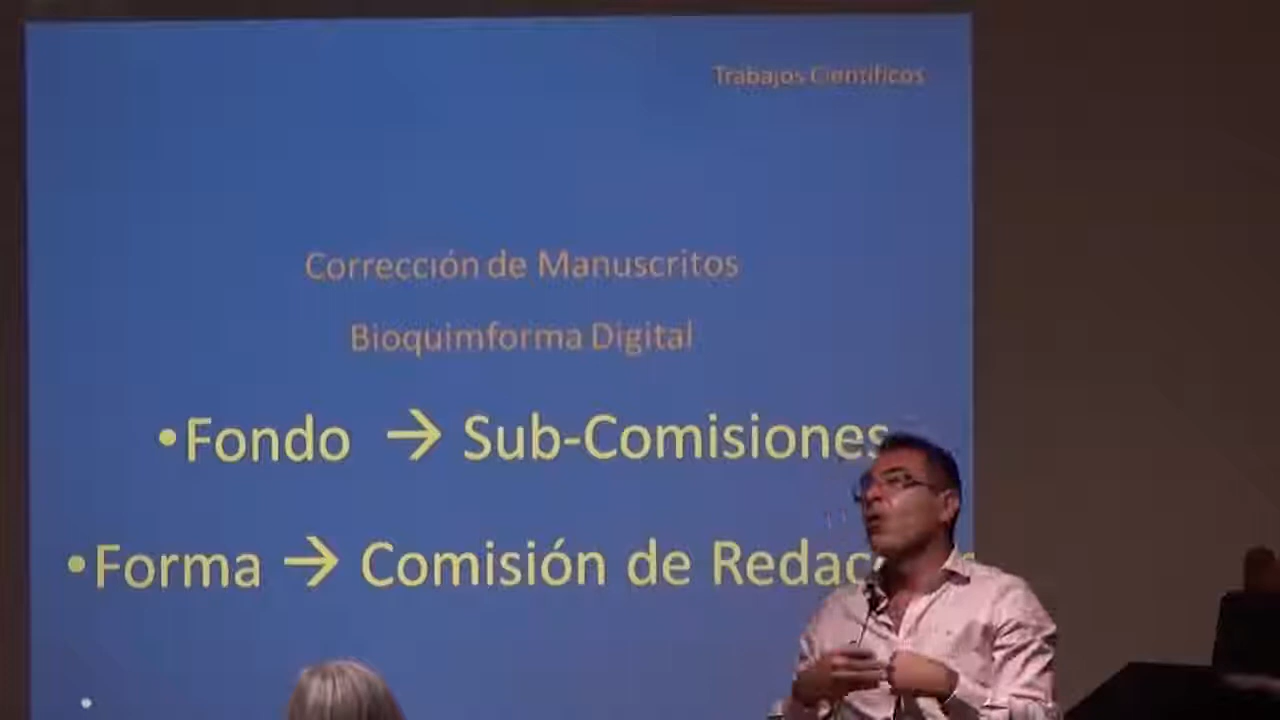 Trabajos Científicos
Corrección de Manuscritos
Bioquimforma Digital
•Fondo → Sub-Comisiones
•Forma → Comisión de